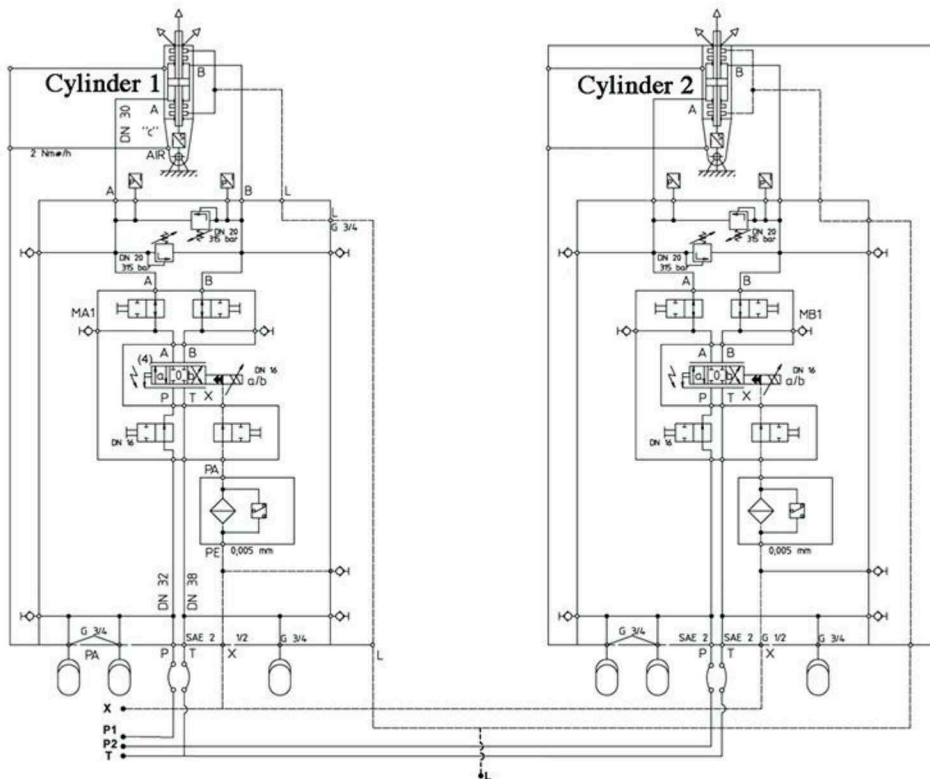 Cylinder 1
B
A
DN 30
"c"
2 Nmø/h
AIR
A
B
L
L
G 3/4
DN 20
315 bar
DN 20
315 bar
A
B
MA1
A
B
(4)
a
0
b
DN 16
a/b
P
T
X
DN 16
PA
PE
0,005 mm
DN 32
DN 38
G 3/4
SAE 2
1/2
G 3/4
PA
P
T
X
L
Cylinder 2
B
A
DN 20
315 bar
DN 20
315 bar
A
B
MB1
A
B
a
0
b
DN 16
a/b
P
T
X
DN 16
0,005 mm
G 3/4
SAE 2
SAE 2
G 1/2
G 3/4
P
T
X
X
P1
P2
T
L